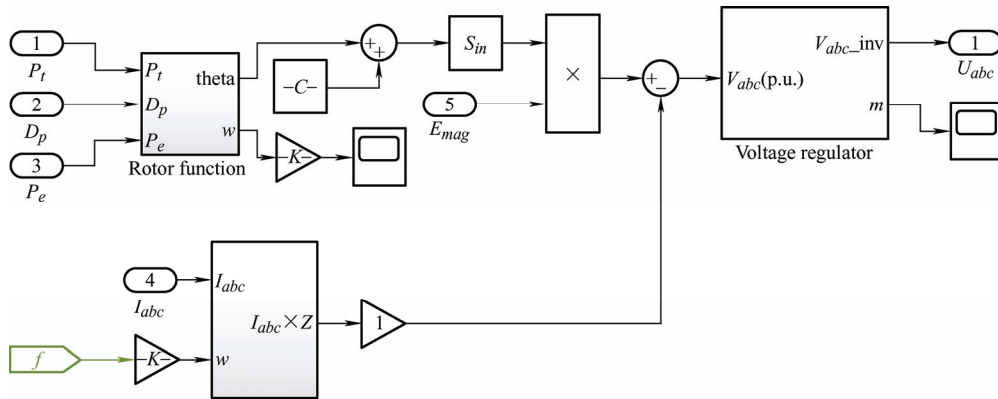 1
P_t
2
D_p
3
P_e
P_t
D_p
P_e
theta
w
Rotor function
-C-
-K-
+
+
S_in
5
E_mag
×
+
-
V_abc(p.u.)
V_abc_inv
m
Voltage regulator
1
U_abc
4
I_abc
f
-K-
I_abc
w
I_abc×Z
1